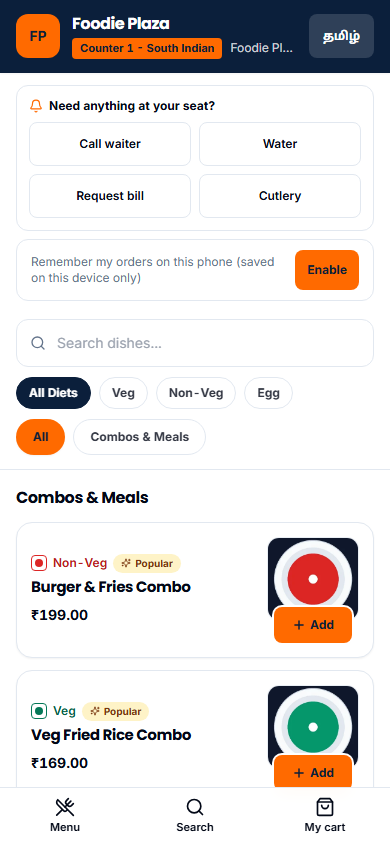 FP
Foodie Plaza
Counter 1 - South Indian
Foodie Pl...
தமிழ்
Need anything at your seat?
Call waiter
Water
Request bill
Cutlery
Remember my orders on this phone (saved
on this device only)
Enable
Search dishes...
All Diets
Veg
Non-Veg
Egg
All
Combos & Meals
Combos & Meals
Non-Veg
Popular
Burger & Fries Combo
₹199.00
+ Add
Veg
Popular
Veg Fried Rice Combo
₹169.00
+ Add
Menu
Search
My cart